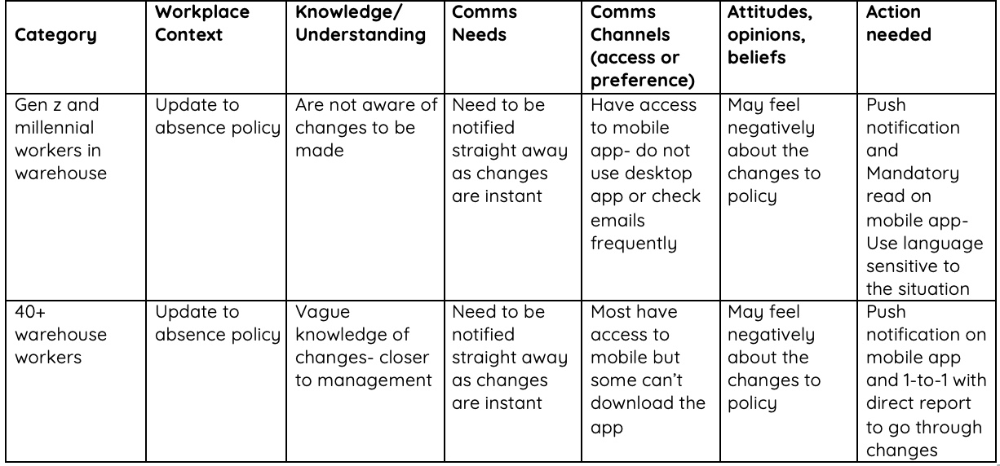 Category
Workplace
Context
Knowledge/
Understanding
Comms
Needs
Comms
Channels
(access or
preference)
Attitudes,
opinions,
beliefs
Action
needed
Gen z and
millennial
workers in
warehouse
Update to
absence policy
Are not aware of
changes to be
made
Need to be
notified
straight away
as changes
are instant
Have access
to mobile
app- do not
use desktop
app or check
emails
frequently
May feel
negatively
about the
changes to
policy
Push
notification
and
Mandatory
read on
mobile app-
Use language
sensitive to
the situation
40+
warehouse
workers
Update to
absence policy
Vague
knowledge of
changes- closer
to management
Need to be
notified
straight away
as changes
are instant
Most have
access to
mobile but
some can’t
download the
app
May feel
negatively
about the
changes to
policy
Push
notification on
mobile app
and 1-to-1 with
direct report
to go through
changes